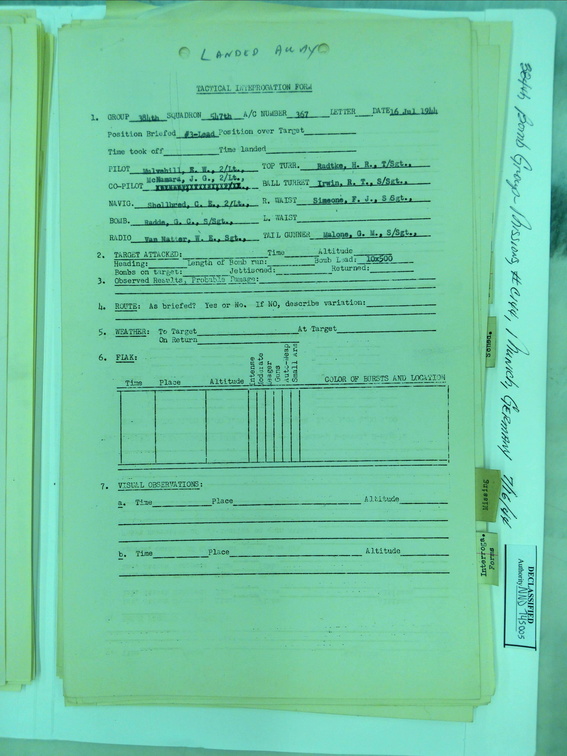 LANDED AWAY
TACTICAL INTERROGATION FORM
1. GROUP 384th SQUADRON 547th A/C NUMBER 367 LETTER DATE 16 Jul 1944
Position Briefed #3-Lead Position over Target
Time took off Time landed
PILOT Mulvehill, E. W., 2/Lt., TOP TURR. Radtke, H. R., T/Sgt.,
McNamard, J. G., 2/Lt.,
CO-PILOT BALL TURRET Irwin, R. T., S/Sgt.,
NAVIG. Shellbred, C. E., 2/Lt., R. WAIST Simeone, F. J., S/Sgt.,
BOMB. G. C., S/Sgt., L. WAIST
RADIO Van Natter, Sgt., TAIL GUNNER Malone, G. M., S/Sgt.,
2. TARGET ATTACKED: Time Altitude
Heading: Length of Bomb run: Bomb Load: 10x500
Bombs on target: Jettisoned: Returned:
3. Observed Results, Probable Damage:
4. ROUTE: As briefed? Yes or No. If NO, describe variation:
5. WEATHER: To Target At Target
On Return
6. FLAK:
Time Place Altitude Intense Moderate Meager Guns Auto-Weap Small Arm COLOR OF BURSTS AND LOCATION
7. VISUAL OBSERVATIONS:
a. Time Place Altitude
b. Time Place Altitude
384th Bomb Group-Missions #C144, Munich, Germany 7/16/44
Sched.
Missing
Interroga. Forms
DECLASSIFIED
Authority NND 745005